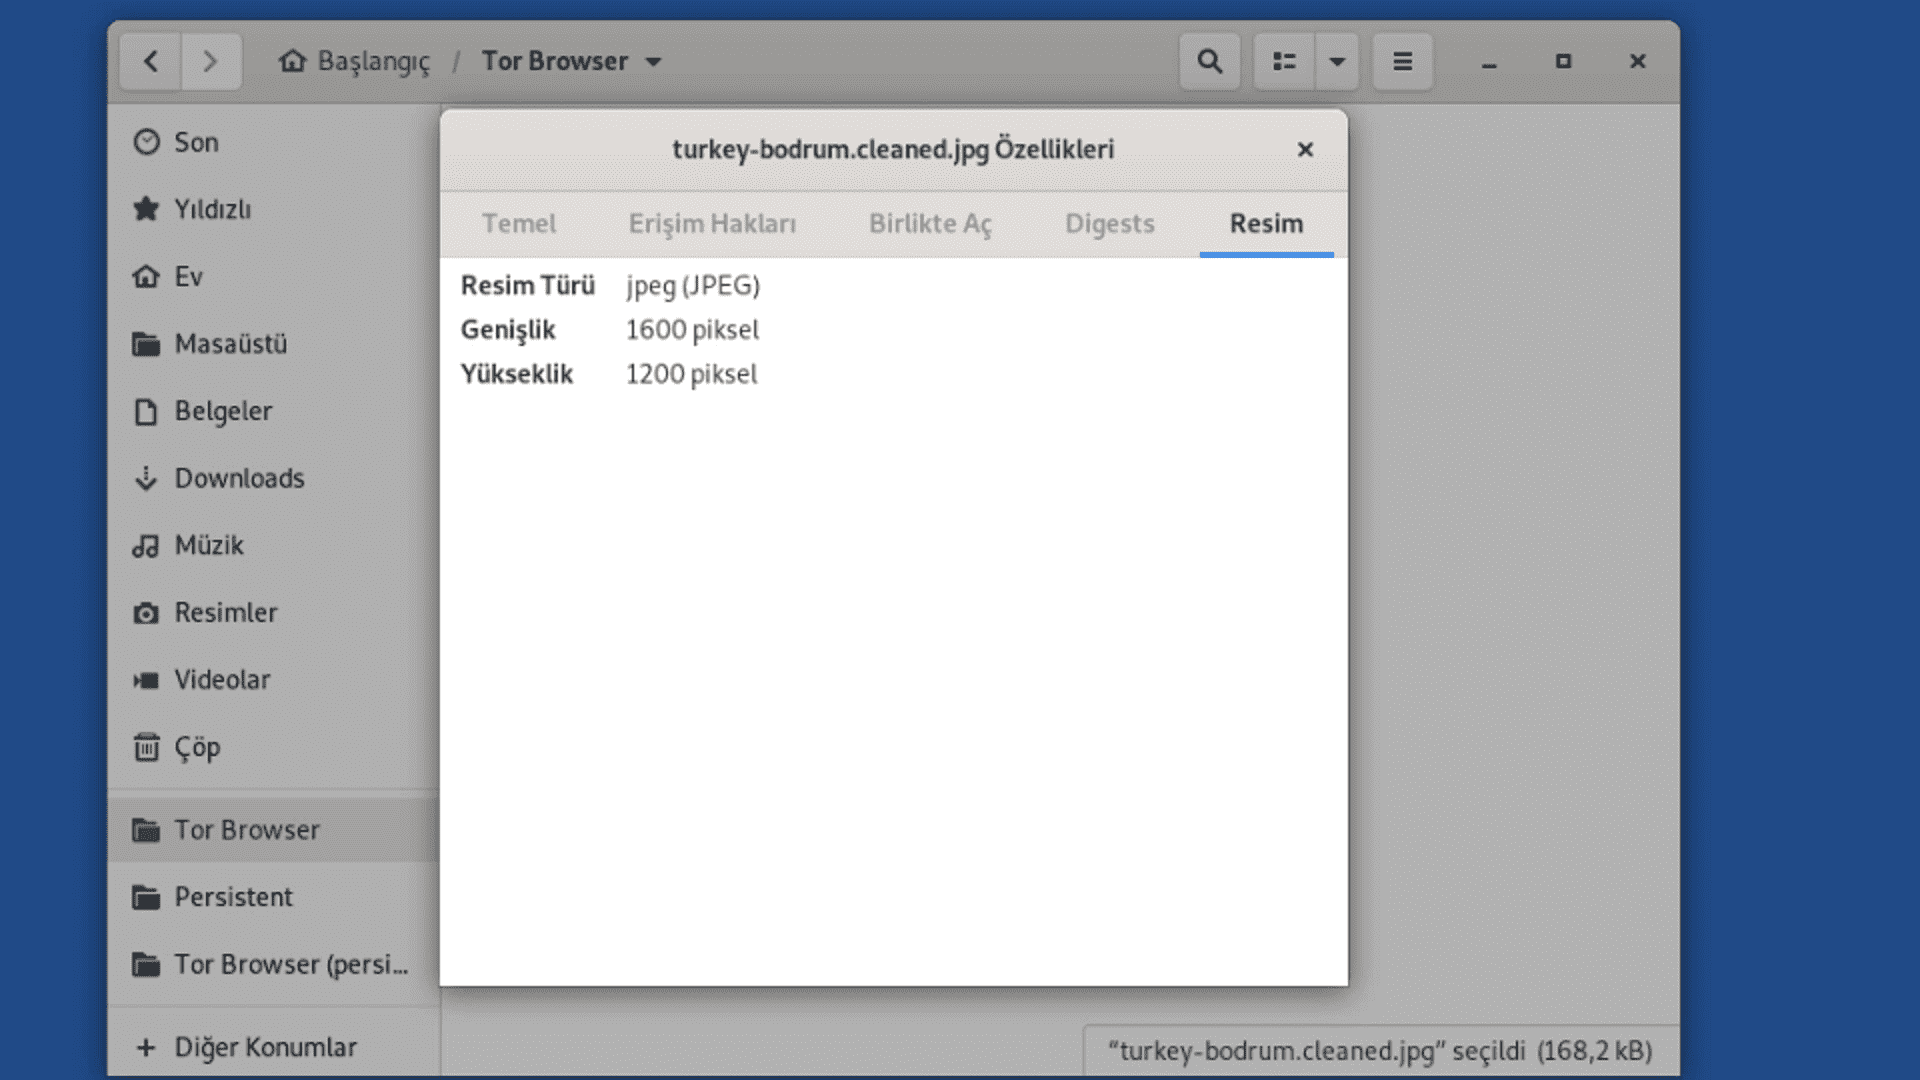 Başlangıç / Tor Browser
Son
Yıldızlı
Ev
Masaüstü
Belgeler
Downloads
Müzik
Resimler
Videolar
Çöp
Tor Browser
Persistent
Tor Browser (persi...
Diğer Konumlar
turkey-bodrum.cleaned.jpg Özellikleri
Temel Erişim Hakları Birlikte Aç Digests Resim
Resim Türü jpeg (JPEG)
Genişlik 1600 piksel
Yükseklik 1200 piksel
“turkey-bodrum.cleaned.jpg” seçildi (168,2 kB)